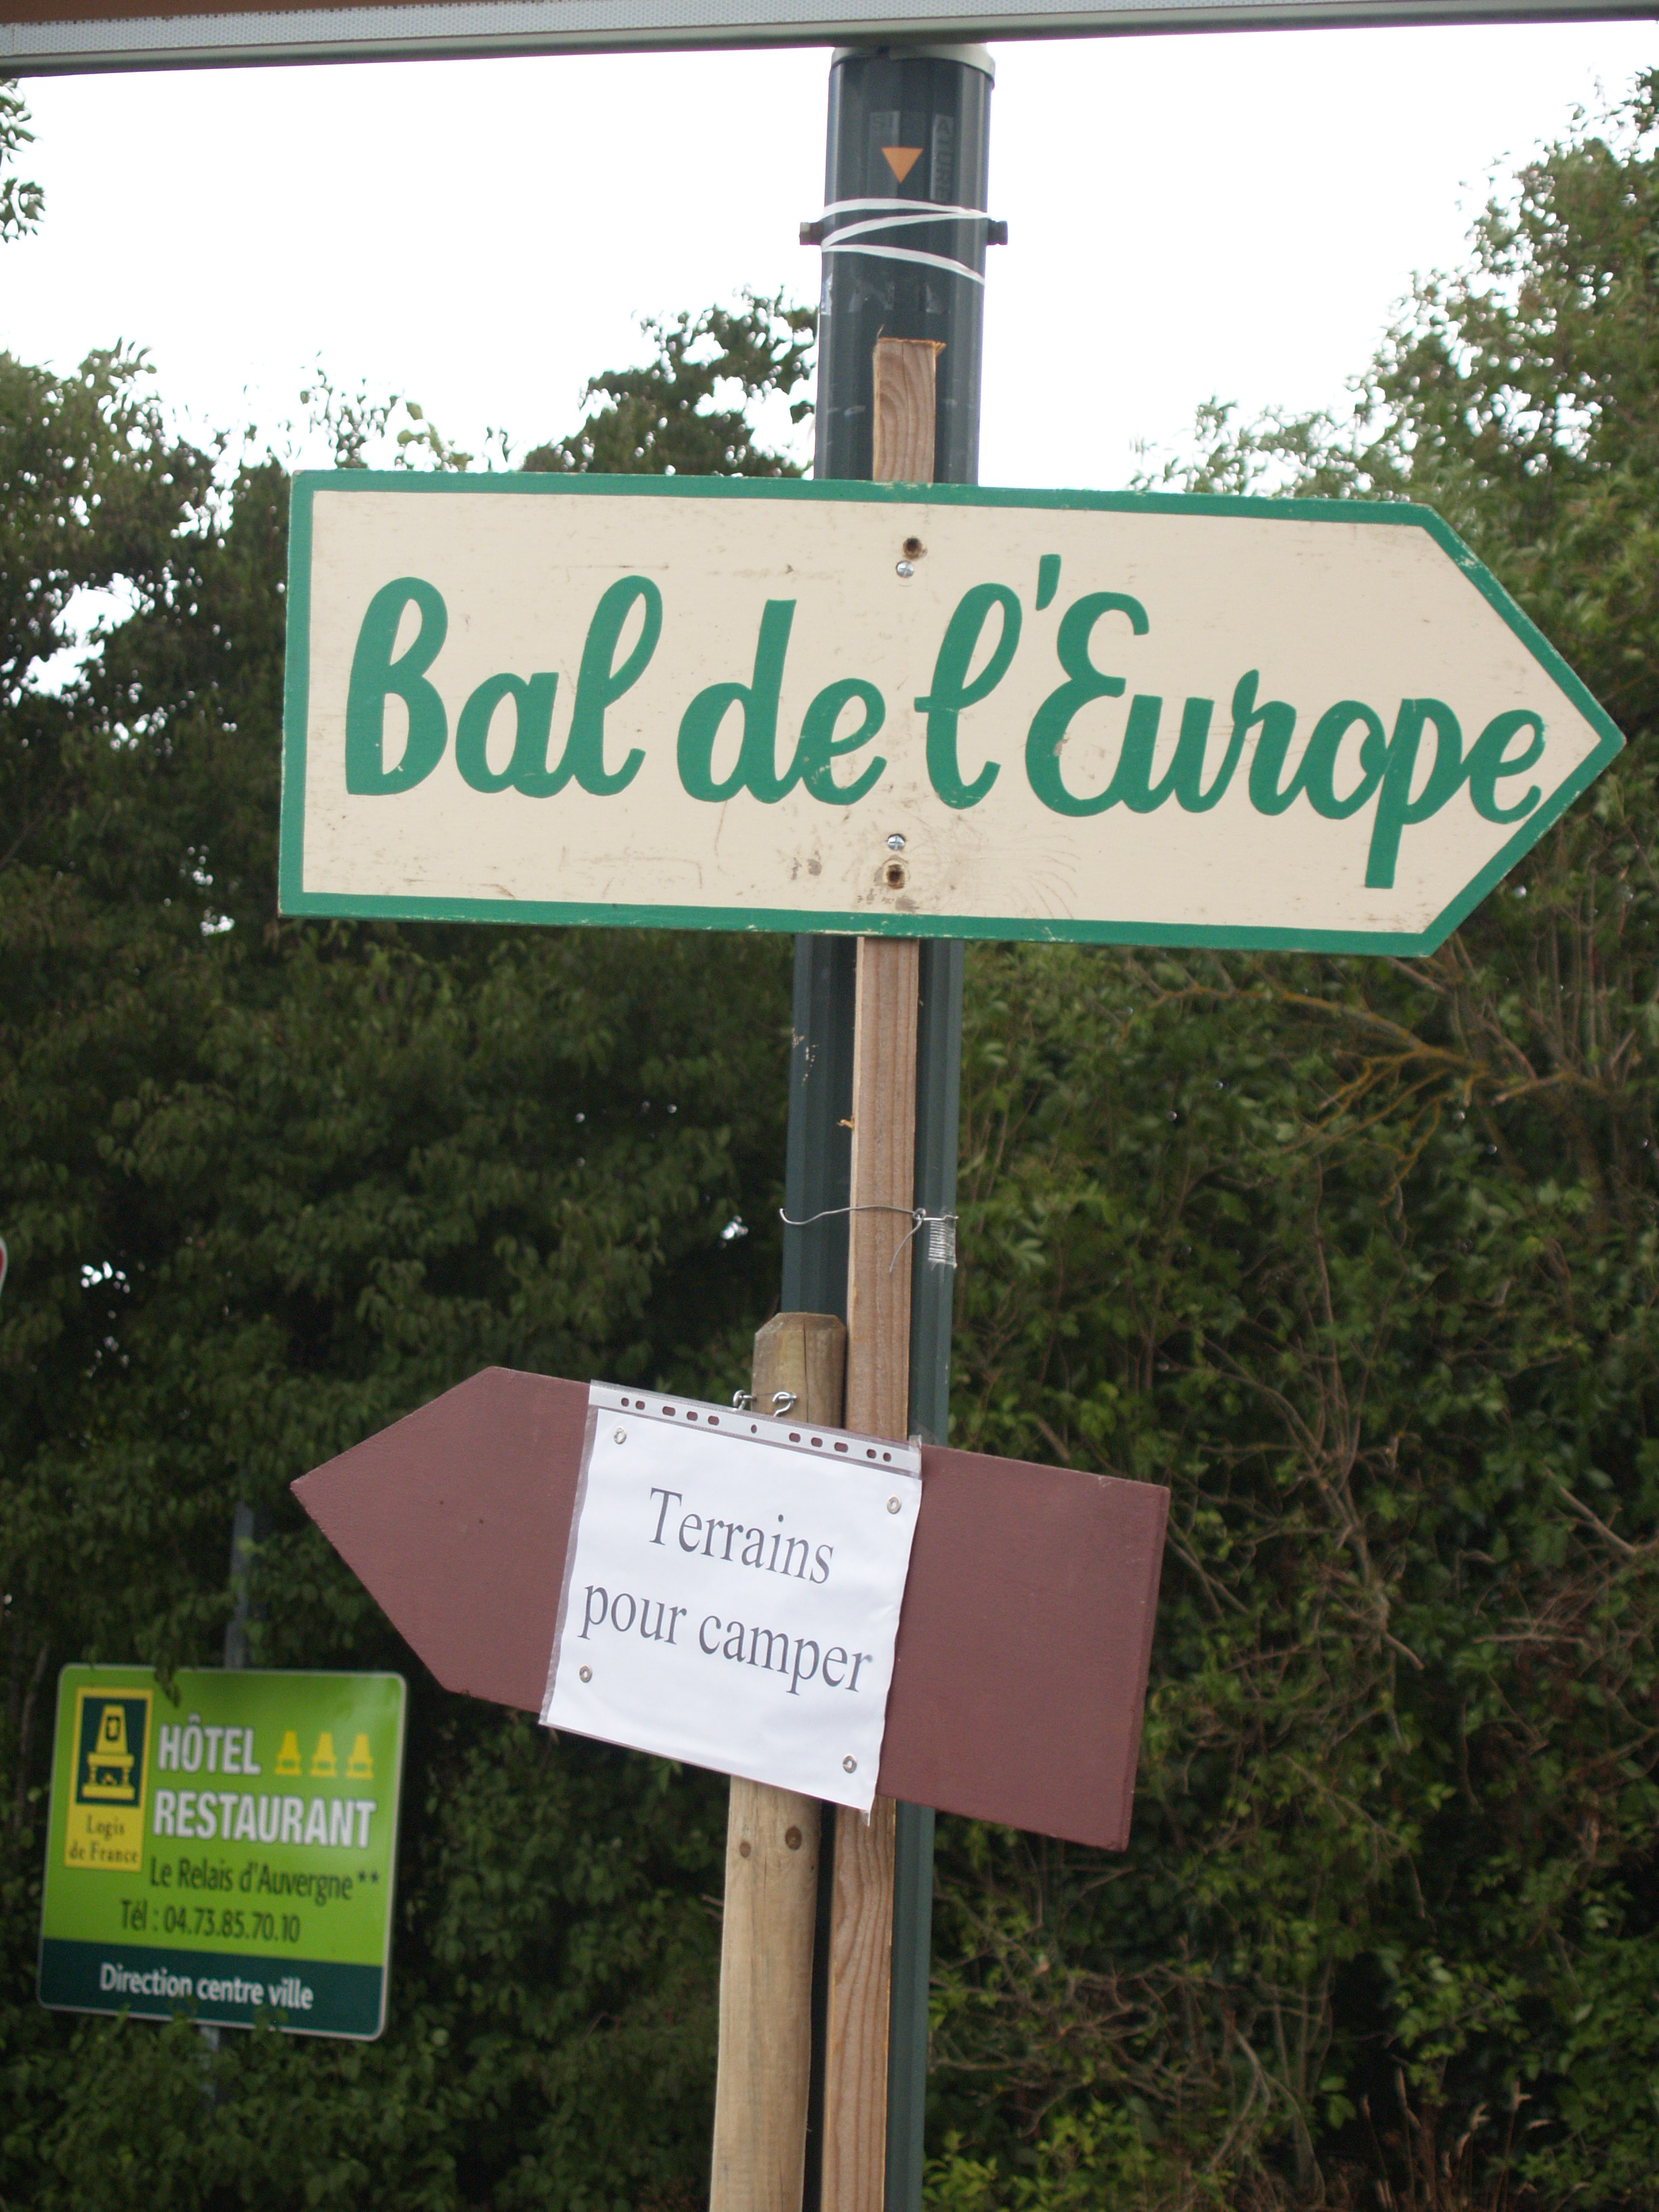 Bal de l'Europe
Terrains
pour camper
HÔTEL
RESTAURANT
Logis
de France
Le Relais d'Auvergne**
Tél : 04.73.85.70.10
Direction centre ville